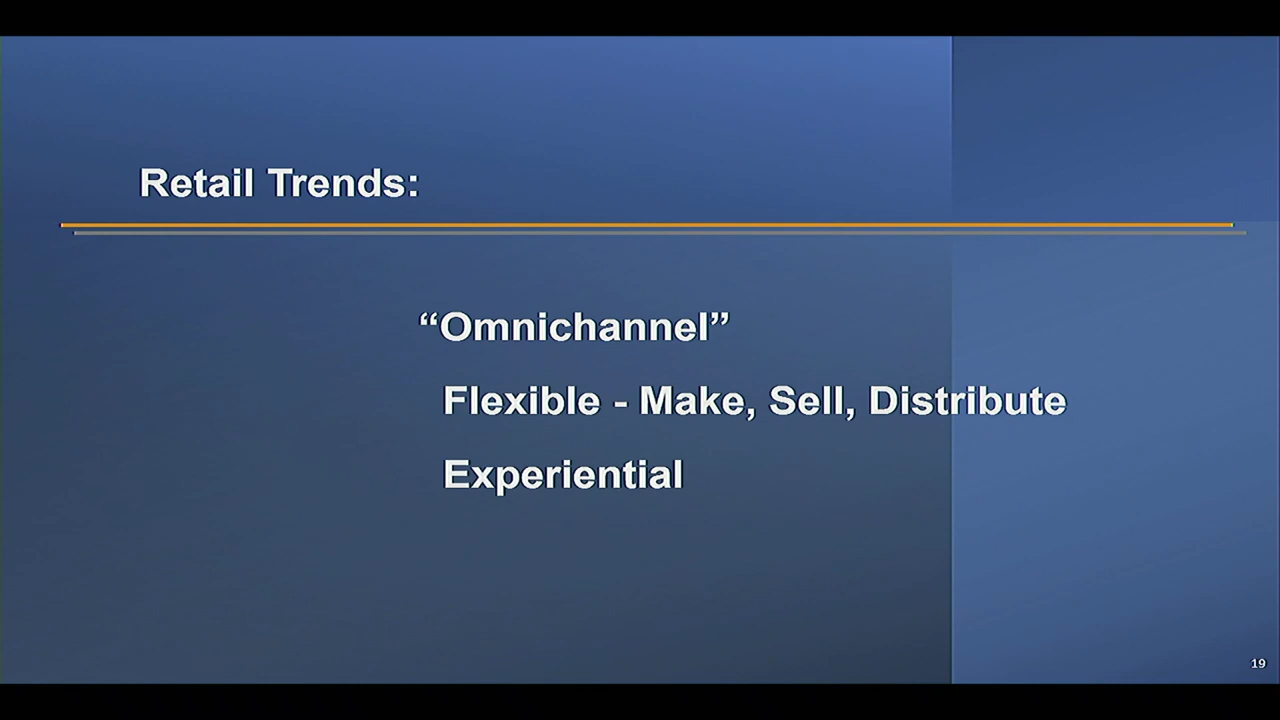 Retail Trends:
“Omnichannel”
Flexible - Make, Sell, Distribute
Experiential
19